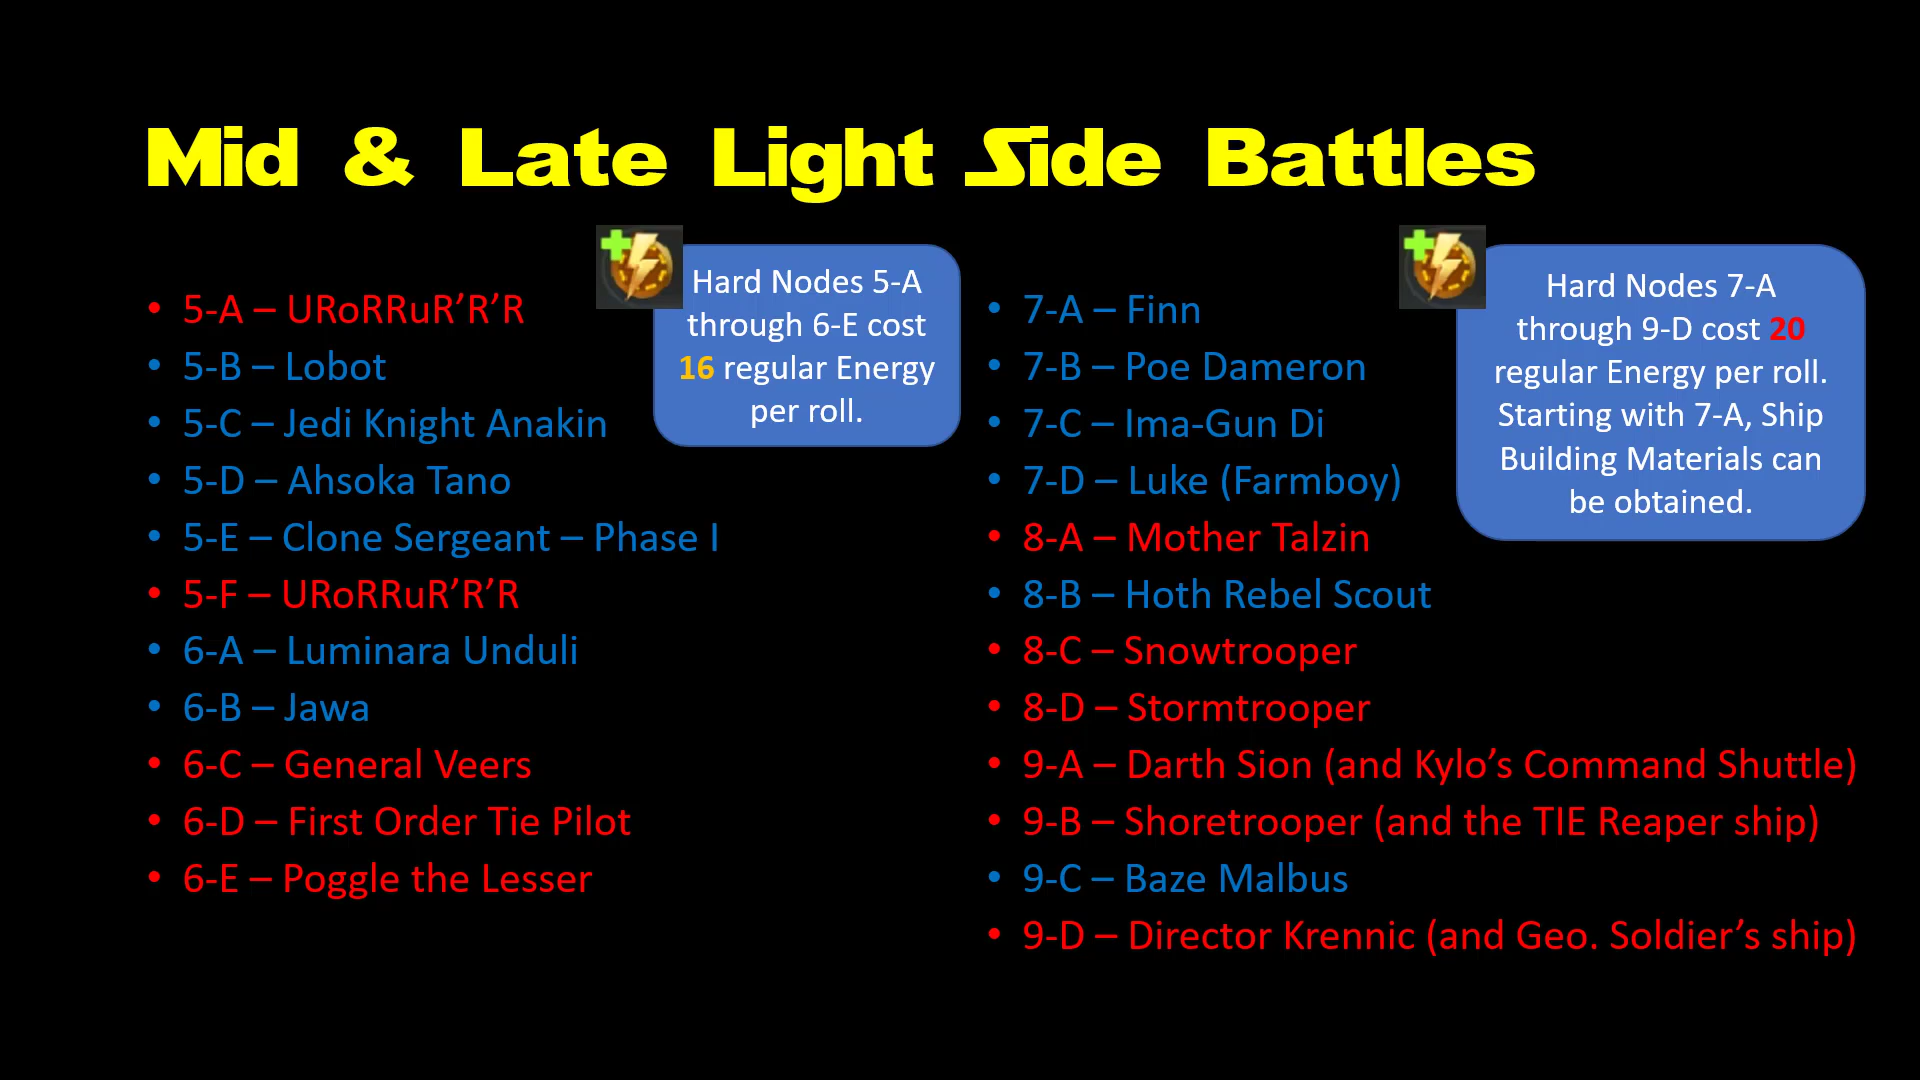 Mid & Late Light Side Battles
• 5-A – URoRRuR’R’R
• 5-B – Lobot
• 5-C – Jedi Knight Anakin
• 5-D – Ahsoka Tano
• 5-E – Clone Sergeant – Phase I
• 5-F – URoRRuR’R’R
• 6-A – Luminara Unduli
• 6-B – Jawa
• 6-C – General Veers
• 6-D – First Order Tie Pilot
• 6-E – Poggle the Lesser
Hard Nodes 5-A
through 6-E cost
16 regular Energy
per roll.
• 7-A – Finn
• 7-B – Poe Dameron
• 7-C – Ima-Gun Di
• 7-D – Luke (Farmboy)
• 8-A – Mother Talzin
• 8-B – Hoth Rebel Scout
• 8-C – Snowtrooper
• 8-D – Stormtrooper
• 9-A – Darth Sion (and Kylo’s Command Shuttle)
• 9-B – Shoretrooper (and the TIE Reaper ship)
• 9-C – Baze Malbus
• 9-D – Director Krennic (and Geo. Soldier’s ship)
Hard Nodes 7-A
through 9-D cost 20
regular Energy per roll.
Starting with 7-A, Ship
Building Materials can
be obtained.